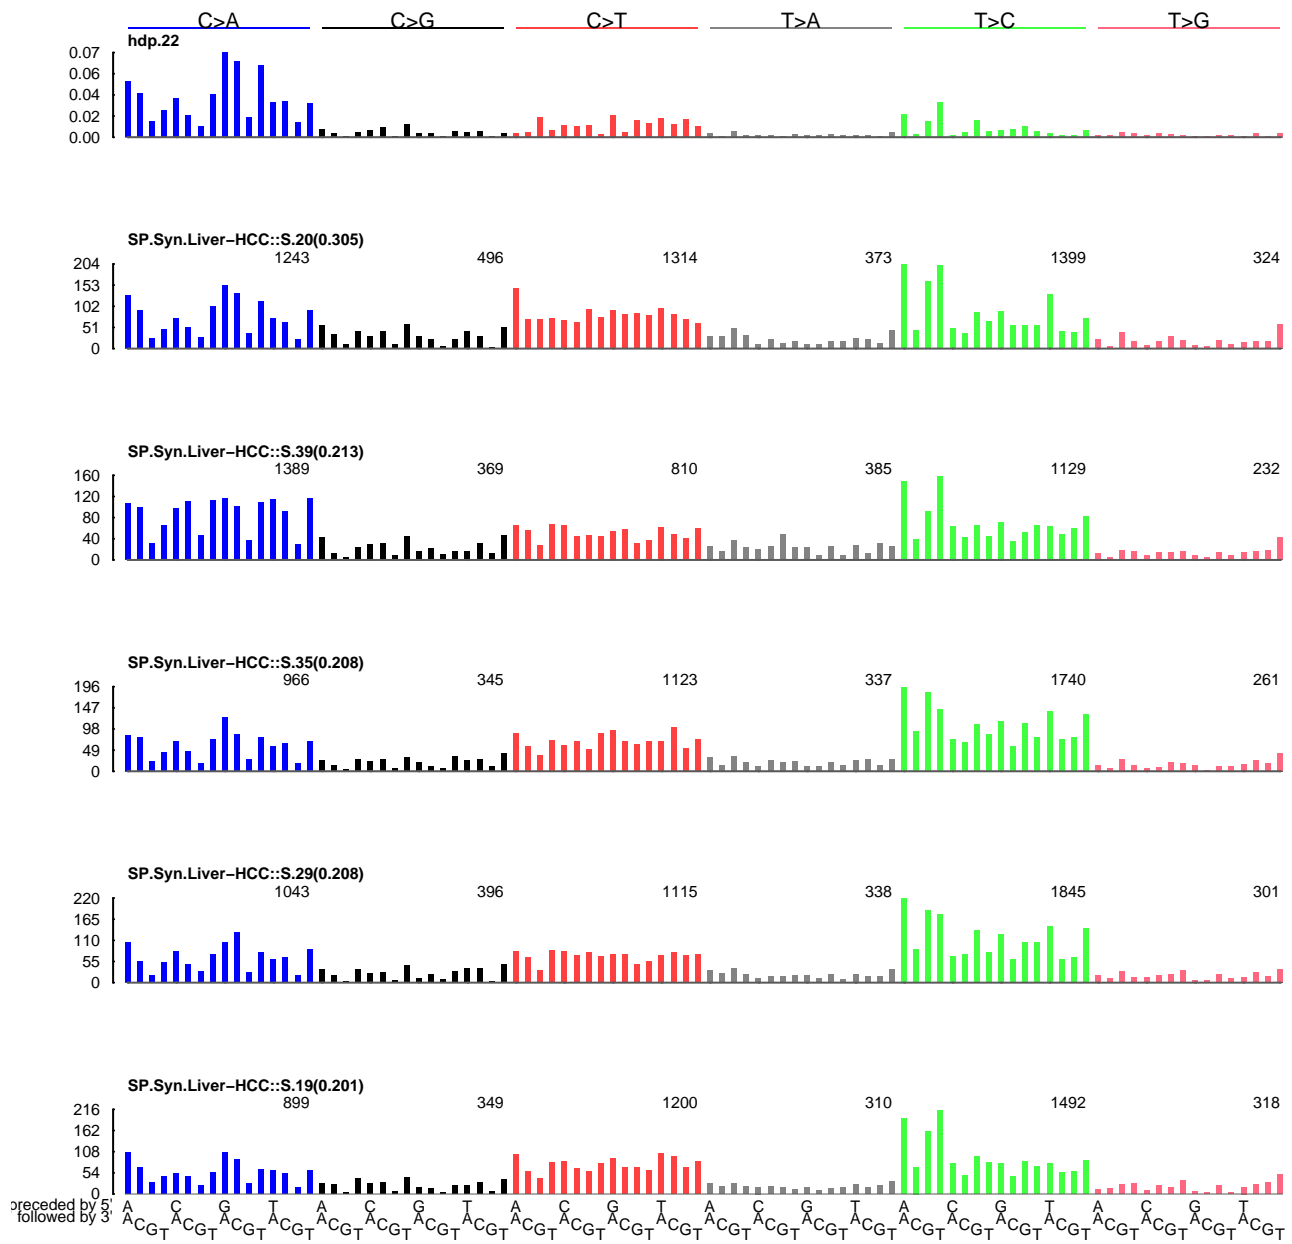 C>A C>G C>T T>A T>C T>G
hdp.22
0.07
0.06
0.04
0.02
0.00
SP.Syn.Liver−HCC::S.20(0.305)
1243 496 1314 373 1399 324
204
153
102
51
0
SP.Syn.Liver−HCC::S.39(0.213)
1389 369 810 385 1129 232
160
120
80
40
0
SP.Syn.Liver−HCC::S.35(0.208)
966 345 1123 337 1740 261
196
147
98
49
0
SP.Syn.Liver−HCC::S.29(0.208)
1043 396 1115 338 1845 301
220
165
110
55
0
SP.Syn.Liver−HCC::S.19(0.201)
899 349 1200 310 1492 318
216
162
108
54
0
preceded by 5' A C G T A C G T A C G T A C G T A C G T A C G T
followed by 3' A C G T A C G T A C G T A C G T A C G T A C G T A C G T A C G T A C G T A C G T A C G T A C G T A C G T A C G T A C G T A C G T A C G T A C G T A C G T A C G T A C G T A C G T A C G T A C G T